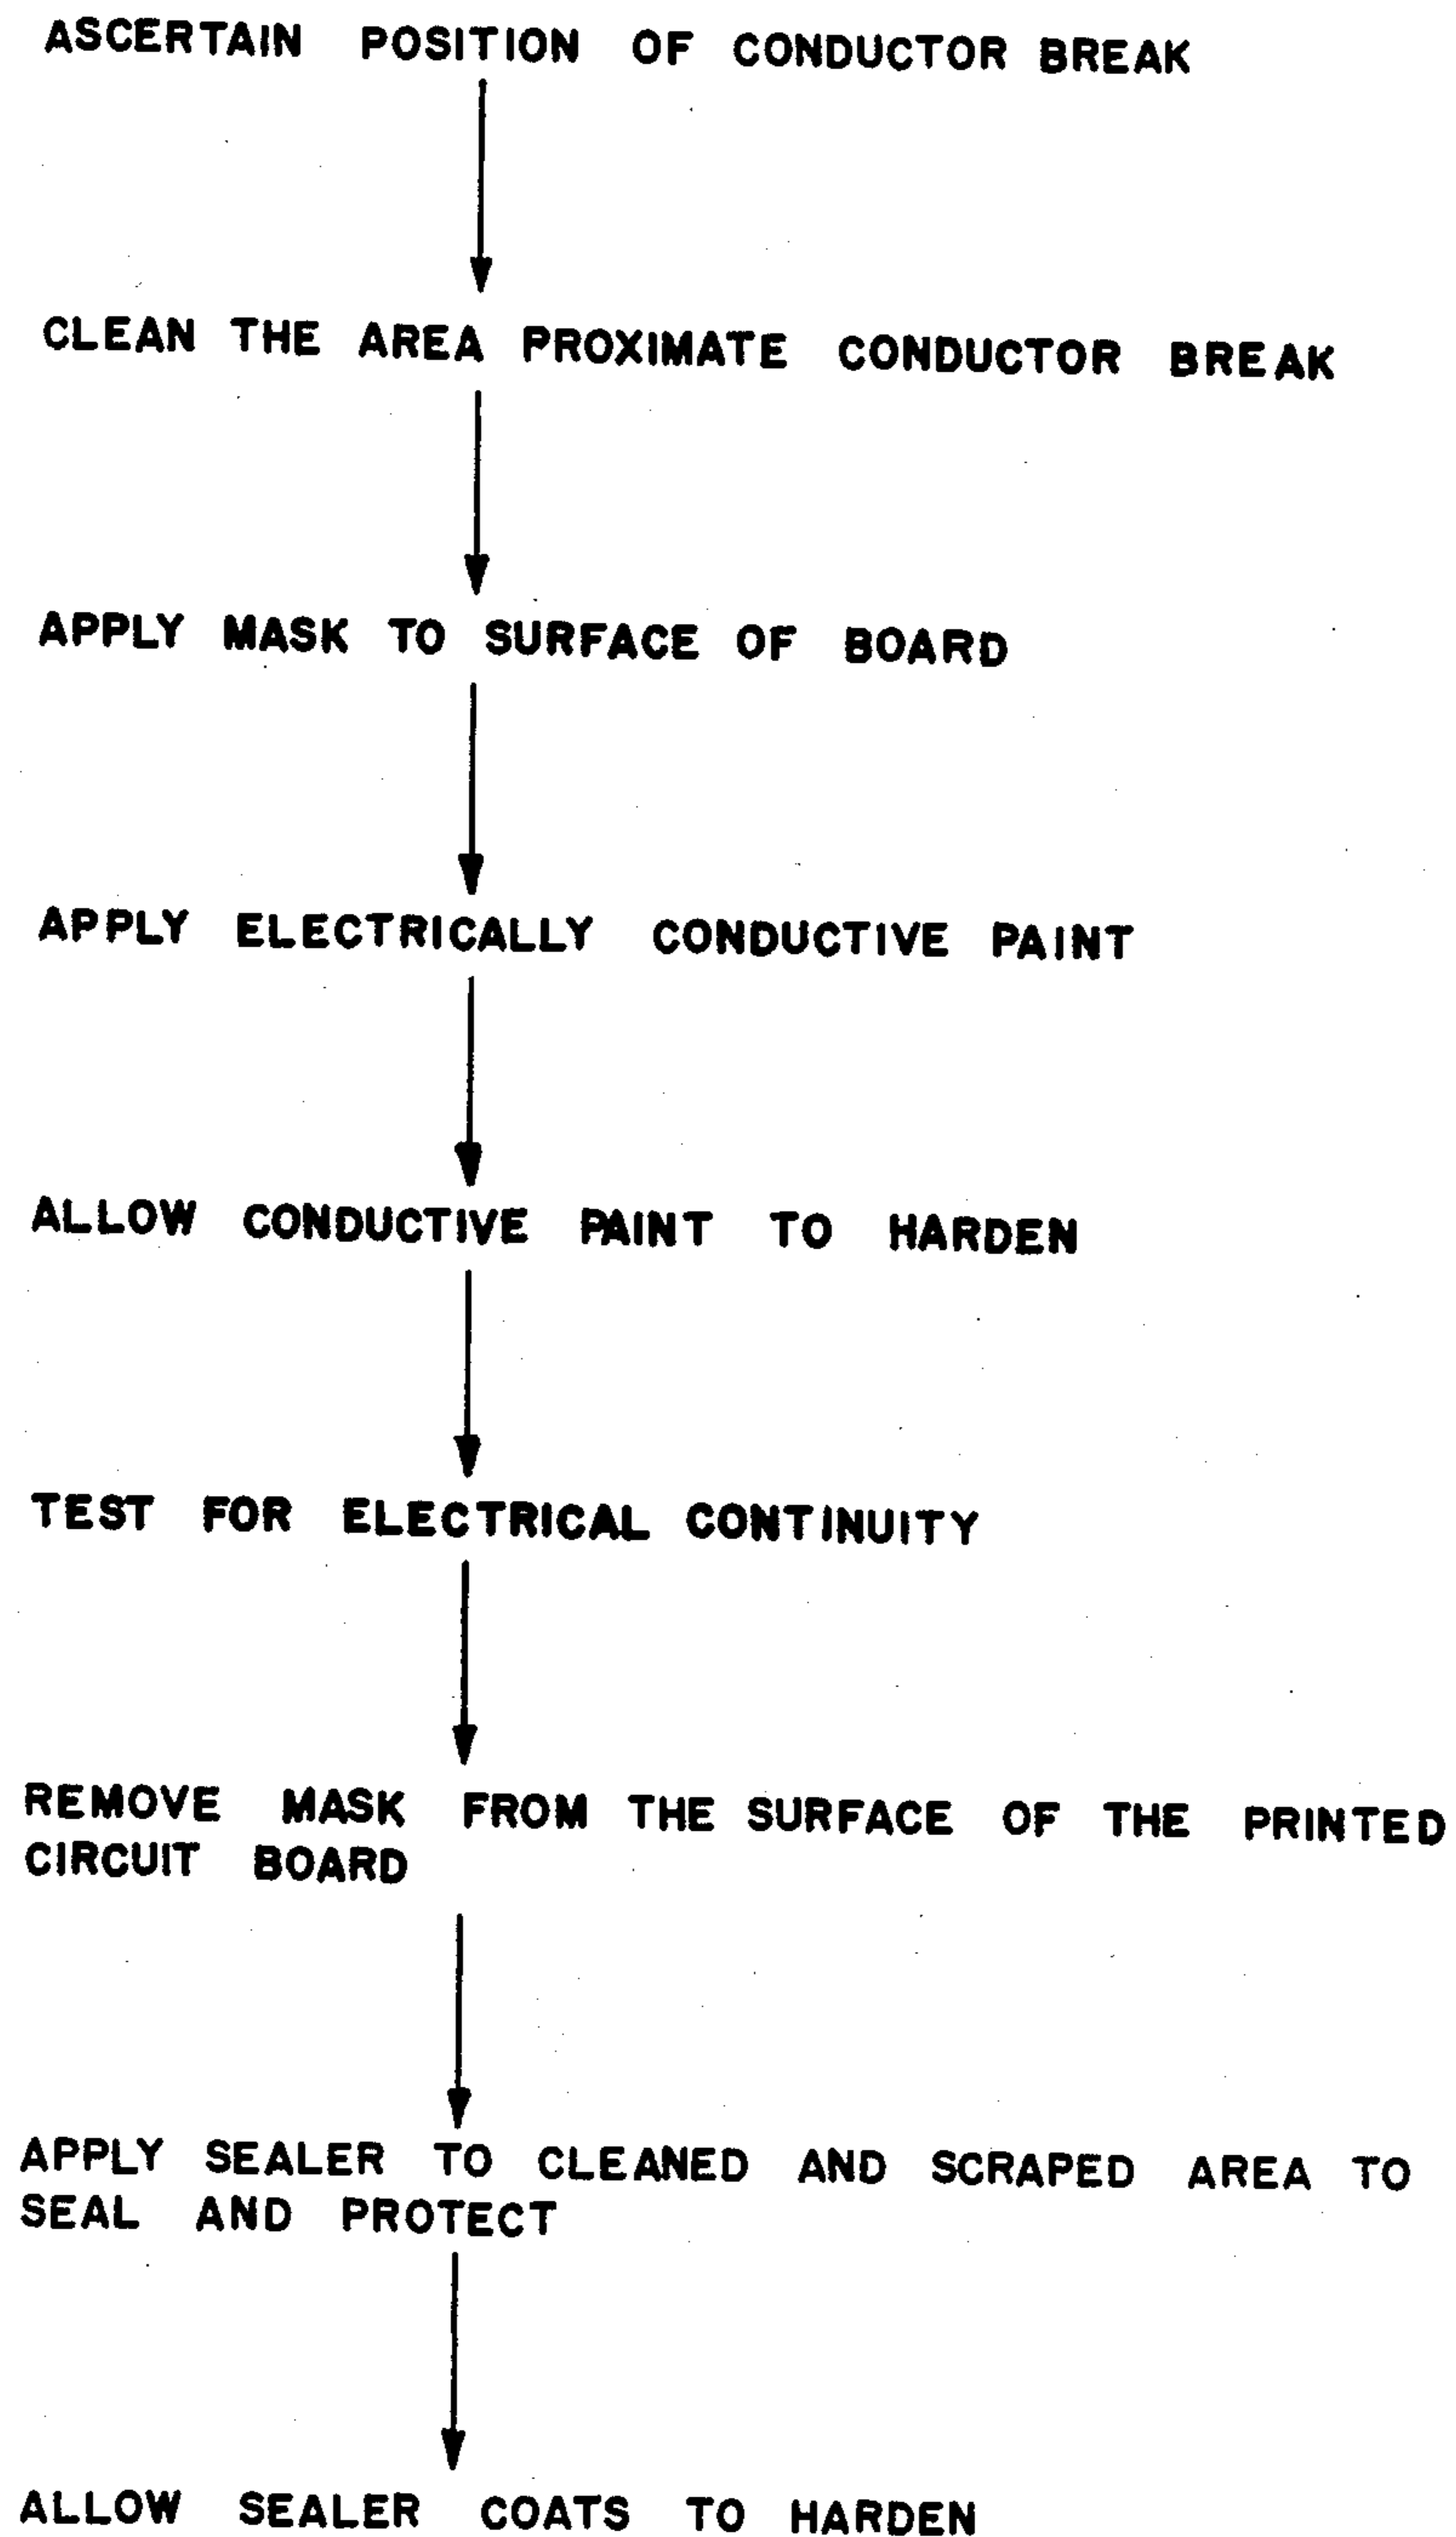 ASCERTAIN POSITION OF CONDUCTOR BREAK
CLEAN THE AREA PROXIMATE CONDUCTOR BREAK
APPLY MASK TO SURFACE OF BOARD
APPLY ELECTRICALLY CONDUCTIVE PAINT
ALLOW CONDUCTIVE PAINT TO HARDEN
TEST FOR ELECTRICAL CONTINUITY
REMOVE MASK FROM THE SURFACE OF THE PRINTED
CIRCUIT BOARD
APPLY SEALER TO CLEANED AND SCRAPED AREA TO
SEAL AND PROTECT
ALLOW SEALER COATS TO HARDEN